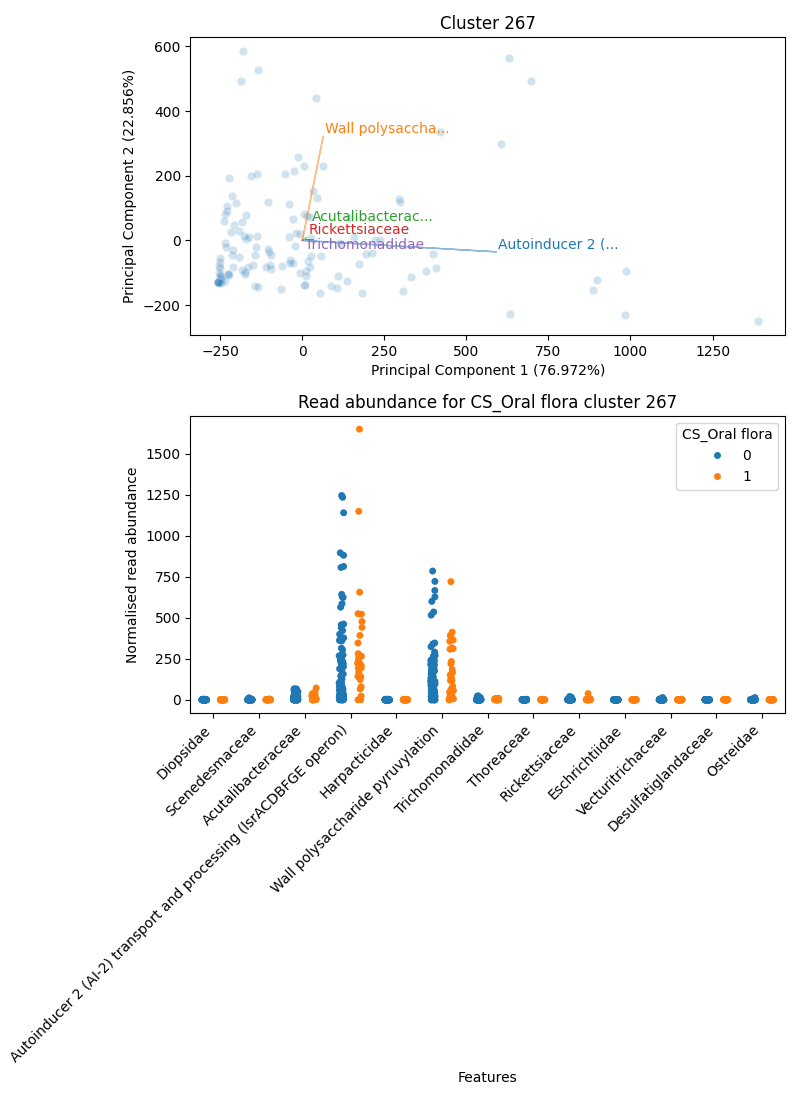 Cluster 267
600
400
200
0
−200
Principal Component 2 (22.856%)
Wall polysaccha...
Acutalibacterac...
Rickettsiaceae
Trichomonadidae
Autoinducer 2 (...
−250
0
250
500
750
1000
1250
Principal Component 1 (76.972%)
Read abundance for CS_Oral flora cluster 267
CS_Oral flora
0
1
1500
1250
1000
750
500
250
0
Normalised read abundance
Diopsidae
Scenedesmaceae
Acutalibacteraceae
Autoinducer 2 (AI-2) transport and processing (lsrACDBFGE operon)
Harpacticidae
Wall polysaccharide pyruvylation
Trichomonadidae
Thoreaceae
Rickettsiaceae
Eschrichtiidae
Vecturitrichaceae
Desulfatiglandaceae
Ostreidae
Features